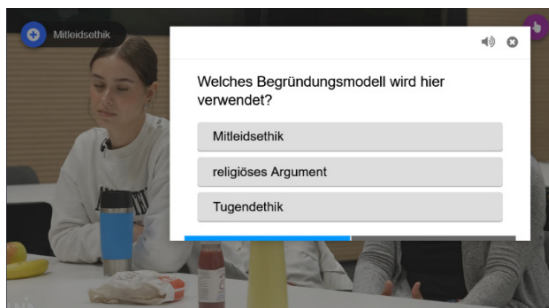 Mitleidsethik
Welches Begründungsmodell wird hier
verwendet?
Mitleidsethik
religiöses Argument
Tugendethik